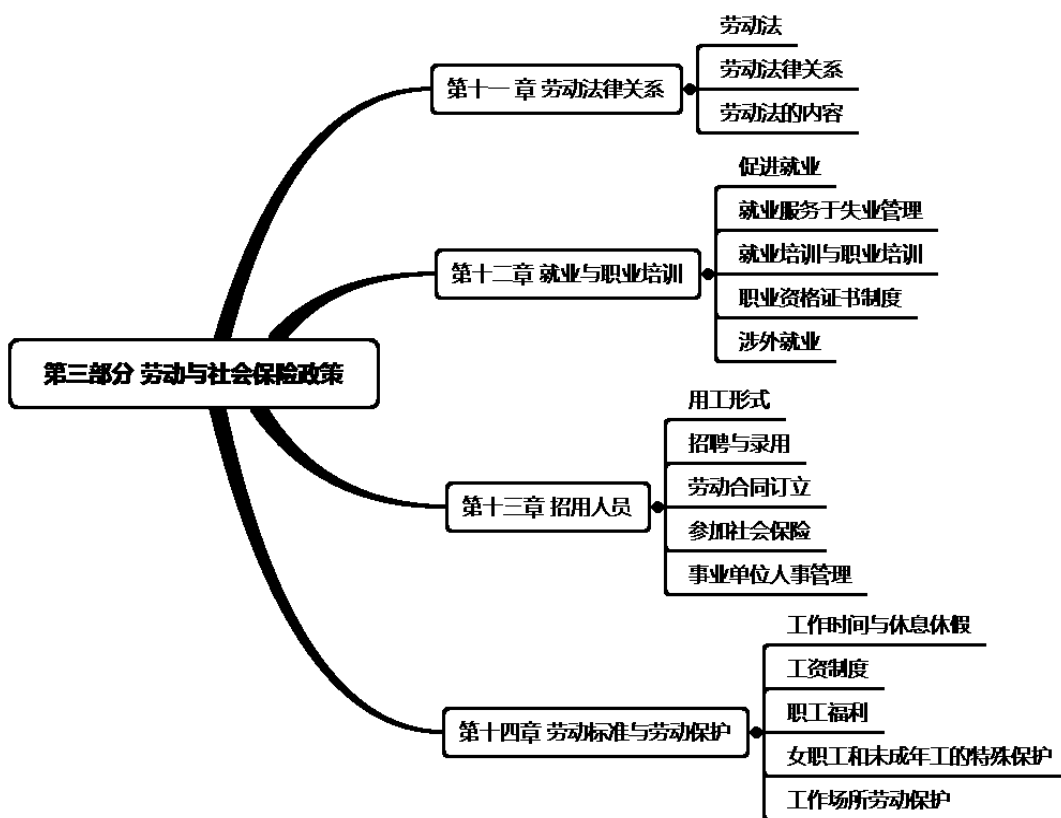 劳动法
第十一章 劳动法律关系
劳动法律关系
劳动法的内容
促进就业
就业服务于失业管理
第十二章 就业与职业培训
就业培训与职业培训
职业资格证书制度
涉外就业
第三部分 劳动与社会保险政策
用工形式
招聘与录用
第十三章 招用人员
劳动合同订立
参加社会保险
事业单位人事管理
工作时间与休息休假
工资制度
第十四章 劳动标准与劳动保护
职工福利
女职工和未成年工的特殊保护
工作场所劳动保护